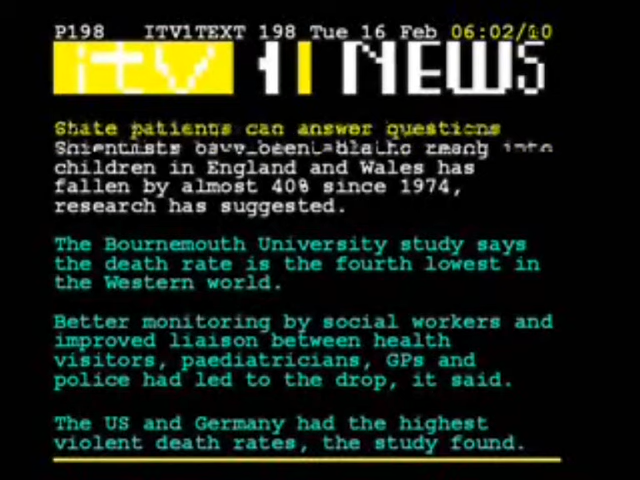 P198 ITV1TEXT 198 Tue 16 Feb 06:02/
itv 1 NEWS
patients can answer questions
children in England and Wales has
fallen by almost 40% since 1974,
research has suggested.
The Bournemouth University study says
the death rate is the fourth lowest in
the Western world.
Better monitoring by social workers and
improved liaison between health
visitors, paediatricians, GPs and
police had led to the drop, it said.
The US and Germany had the highest
violent death rates, the study found.